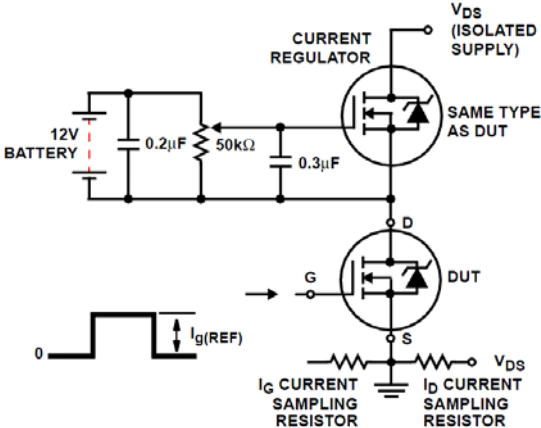 VDS
(ISOLATED
SUPPLY)
CURRENT
REGULATOR
SAME TYPE
AS DUT
12V
BATTERY
0.2µF
50kΩ
0.3µF
D
G
DUT
0
Ig(REF)
S
VDS
IG CURRENT
SAMPLING
RESISTOR
ID CURRENT
SAMPLING
RESISTOR